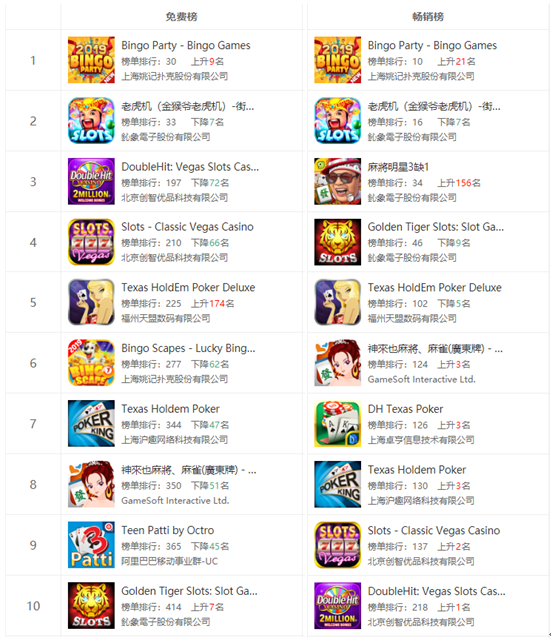 免费榜
畅销榜
1
Bingo Party - Bingo Games
榜单排行：30 上升9名
上海姚记扑克股份有限公司
Bingo Party - Bingo Games
榜单排行：10 上升21名
上海姚记扑克股份有限公司
2
老虎机（金猴爷老虎机）-街...
榜单排行：33 下降7名
鈊象電子股份有限公司
老虎机（金猴爷老虎机）-街...
榜单排行：16 下降7名
鈊象電子股份有限公司
3
DoubleHit: Vegas Slots Cas...
榜单排行：197 下降72名
北京创智优品科技有限公司
麻將明星3缺1
榜单排行：34 上升156名
鈊象電子股份有限公司
4
Slots - Classic Vegas Casino
榜单排行：210 下降66名
北京创智优品科技有限公司
Golden Tiger Slots: Slot Ga...
榜单排行：46 下降9名
鈊象電子股份有限公司
5
Texas HoldEm Poker Deluxe
榜单排行：225 上升174名
福州天盟数码有限公司
Texas HoldEm Poker Deluxe
榜单排行：102 下降5名
福州天盟数码有限公司
6
Bingo Scapes - Lucky Bing...
榜单排行：277 下降62名
上海姚记扑克股份有限公司
神來也麻將、麻雀(廣東牌) - ...
榜单排行：124 上升3名
GameSoft Interactive Ltd.
7
Texas Holdem Poker
榜单排行：344 下降47名
上海沪趣网络科技有限公司
DH Texas Poker
榜单排行：126 上升3名
上海卓亨信息技术有限公司
8
神來也麻將、麻雀(廣東牌) - ...
榜单排行：350 下降51名
GameSoft Interactive Ltd.
Texas Holdem Poker
榜单排行：130 上升3名
上海沪趣网络科技有限公司
9
Teen Patti by Octro
榜单排行：365 下降45名
阿里巴巴移动事业群-UC
Slots - Classic Vegas Casino
榜单排行：137 上升2名
北京创智优品科技有限公司
10
Golden Tiger Slots: Slot Ga...
榜单排行：414 上升7名
鈊象電子股份有限公司
DoubleHit: Vegas Slots Cas...
榜单排行：218 上升1名
北京创智优品科技有限公司